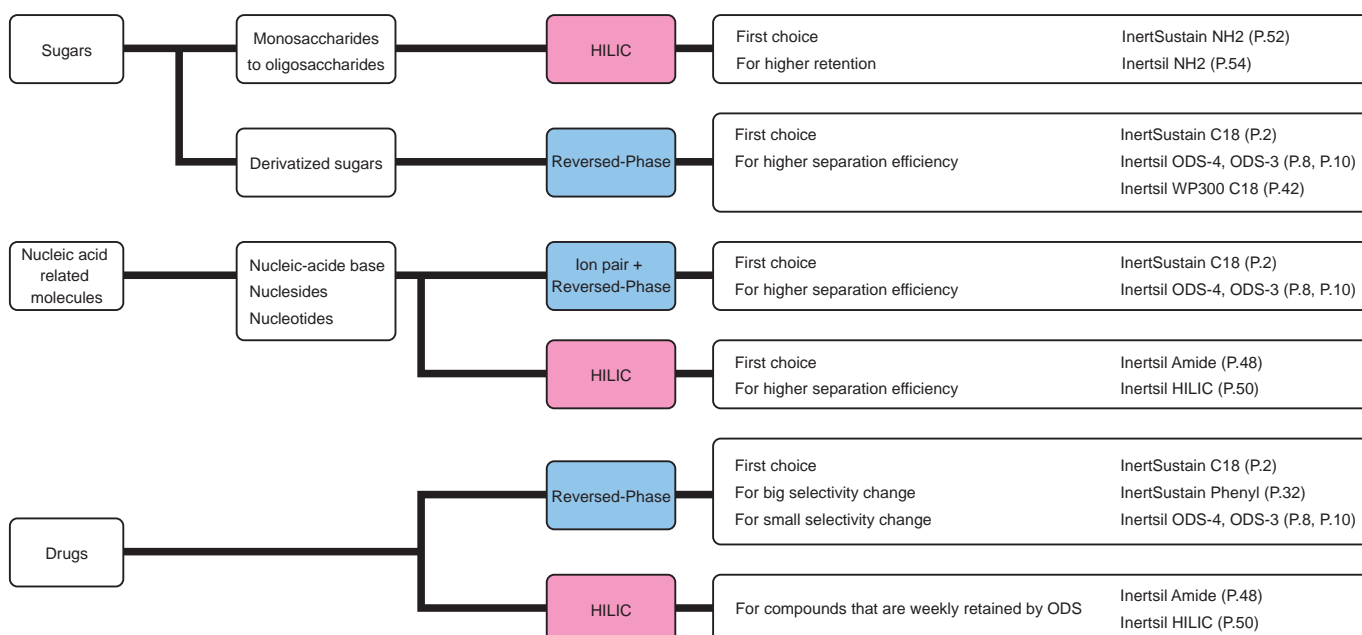 Sugars
Monosaccharides
to oligosaccharides
HILIC
First choice InertSustain NH2 (P.52)
For higher retention Inertsil NH2 (P.54)
Derivatized sugars
Reversed-Phase
First choice InertSustain C18 (P.2)
For higher separation efficiency Inertsil ODS-4, ODS-3 (P.8, P.10)
Inertsil WP300 C18 (P.42)
Nucleic acid
related
molecules
Nucleic-acide base
Nuclesides
Nucleotides
Ion pair +
Reversed-Phase
First choice InertSustain C18 (P.2)
For higher separation efficiency Inertsil ODS-4, ODS-3 (P.8, P.10)
HILIC
First choice Inertsil Amide (P.48)
For higher separation efficiency Inertsil HILIC (P.50)
Drugs
Reversed-Phase
First choice InertSustain C18 (P.2)
For big selectivity change InertSustain Phenyl (P.32)
For small selectivity change Inertsil ODS-4, ODS-3 (P.8, P.10)
HILIC
For compounds that are weekly retained by ODS Inertsil Amide (P.48)
Inertsil HILIC (P.50)